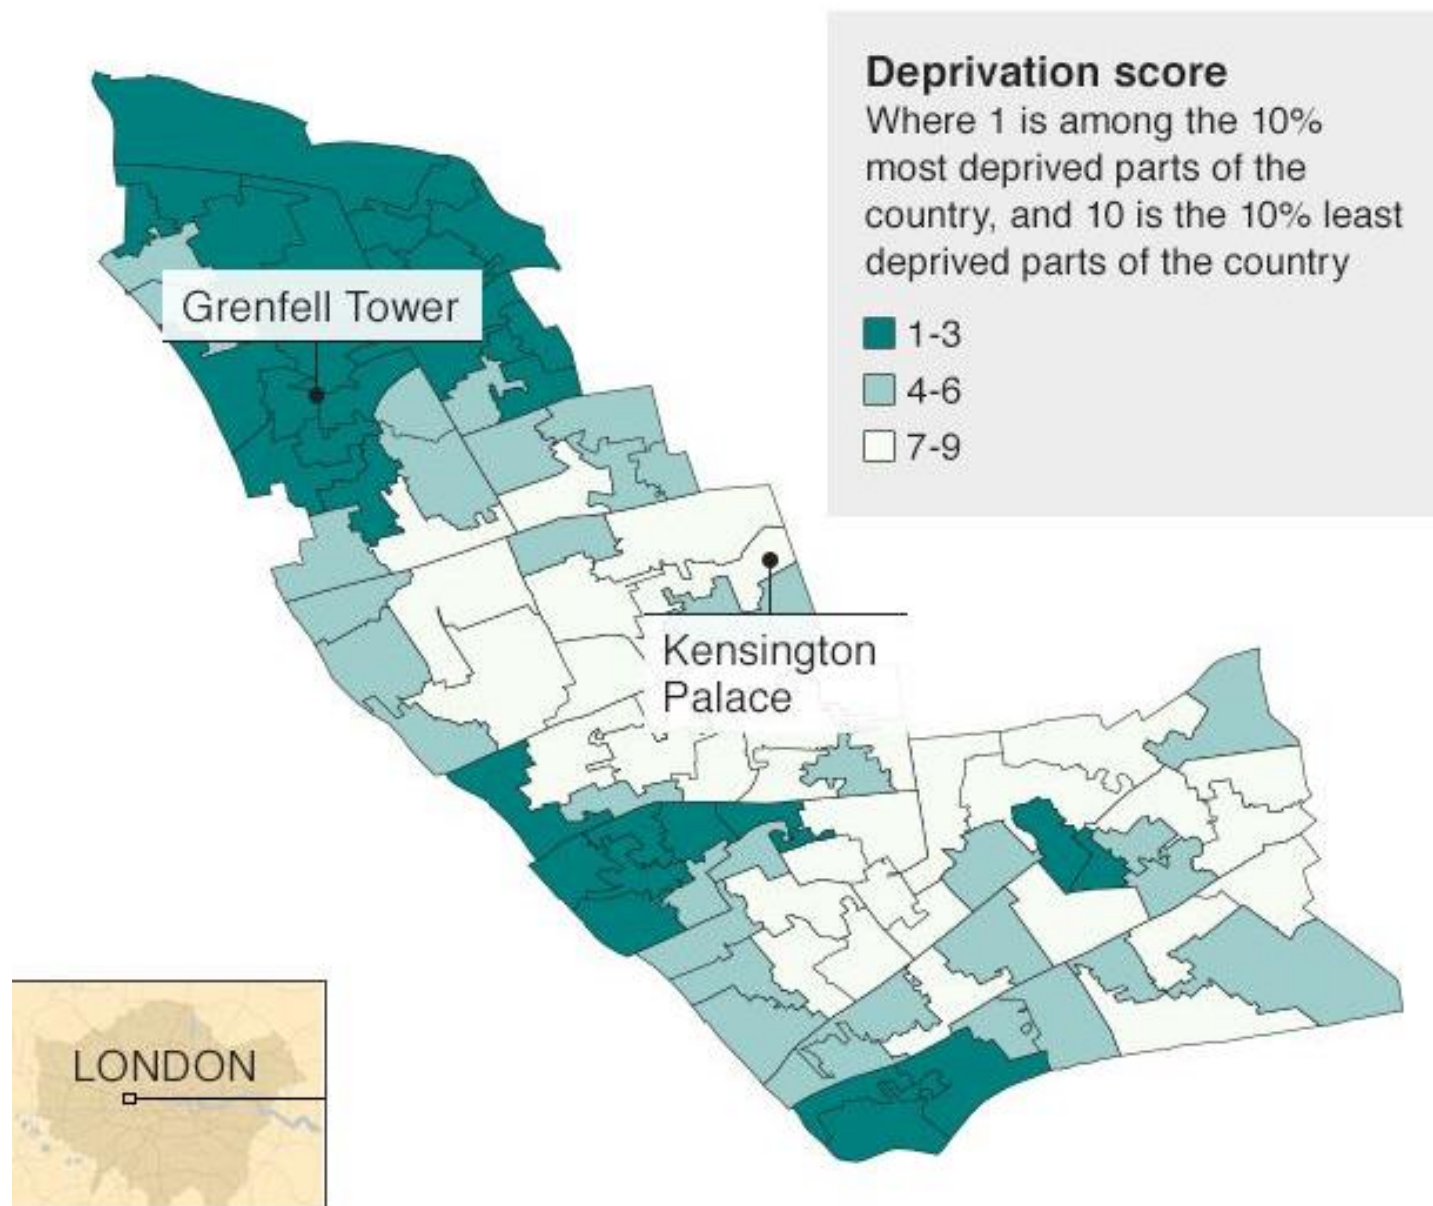 Deprivation score
Where 1 is among the 10%
most deprived parts of the
country, and 10 is the 10% least
deprived parts of the country
1-3
4-6
7-9
Grenfell Tower
Kensington
Palace
LONDON